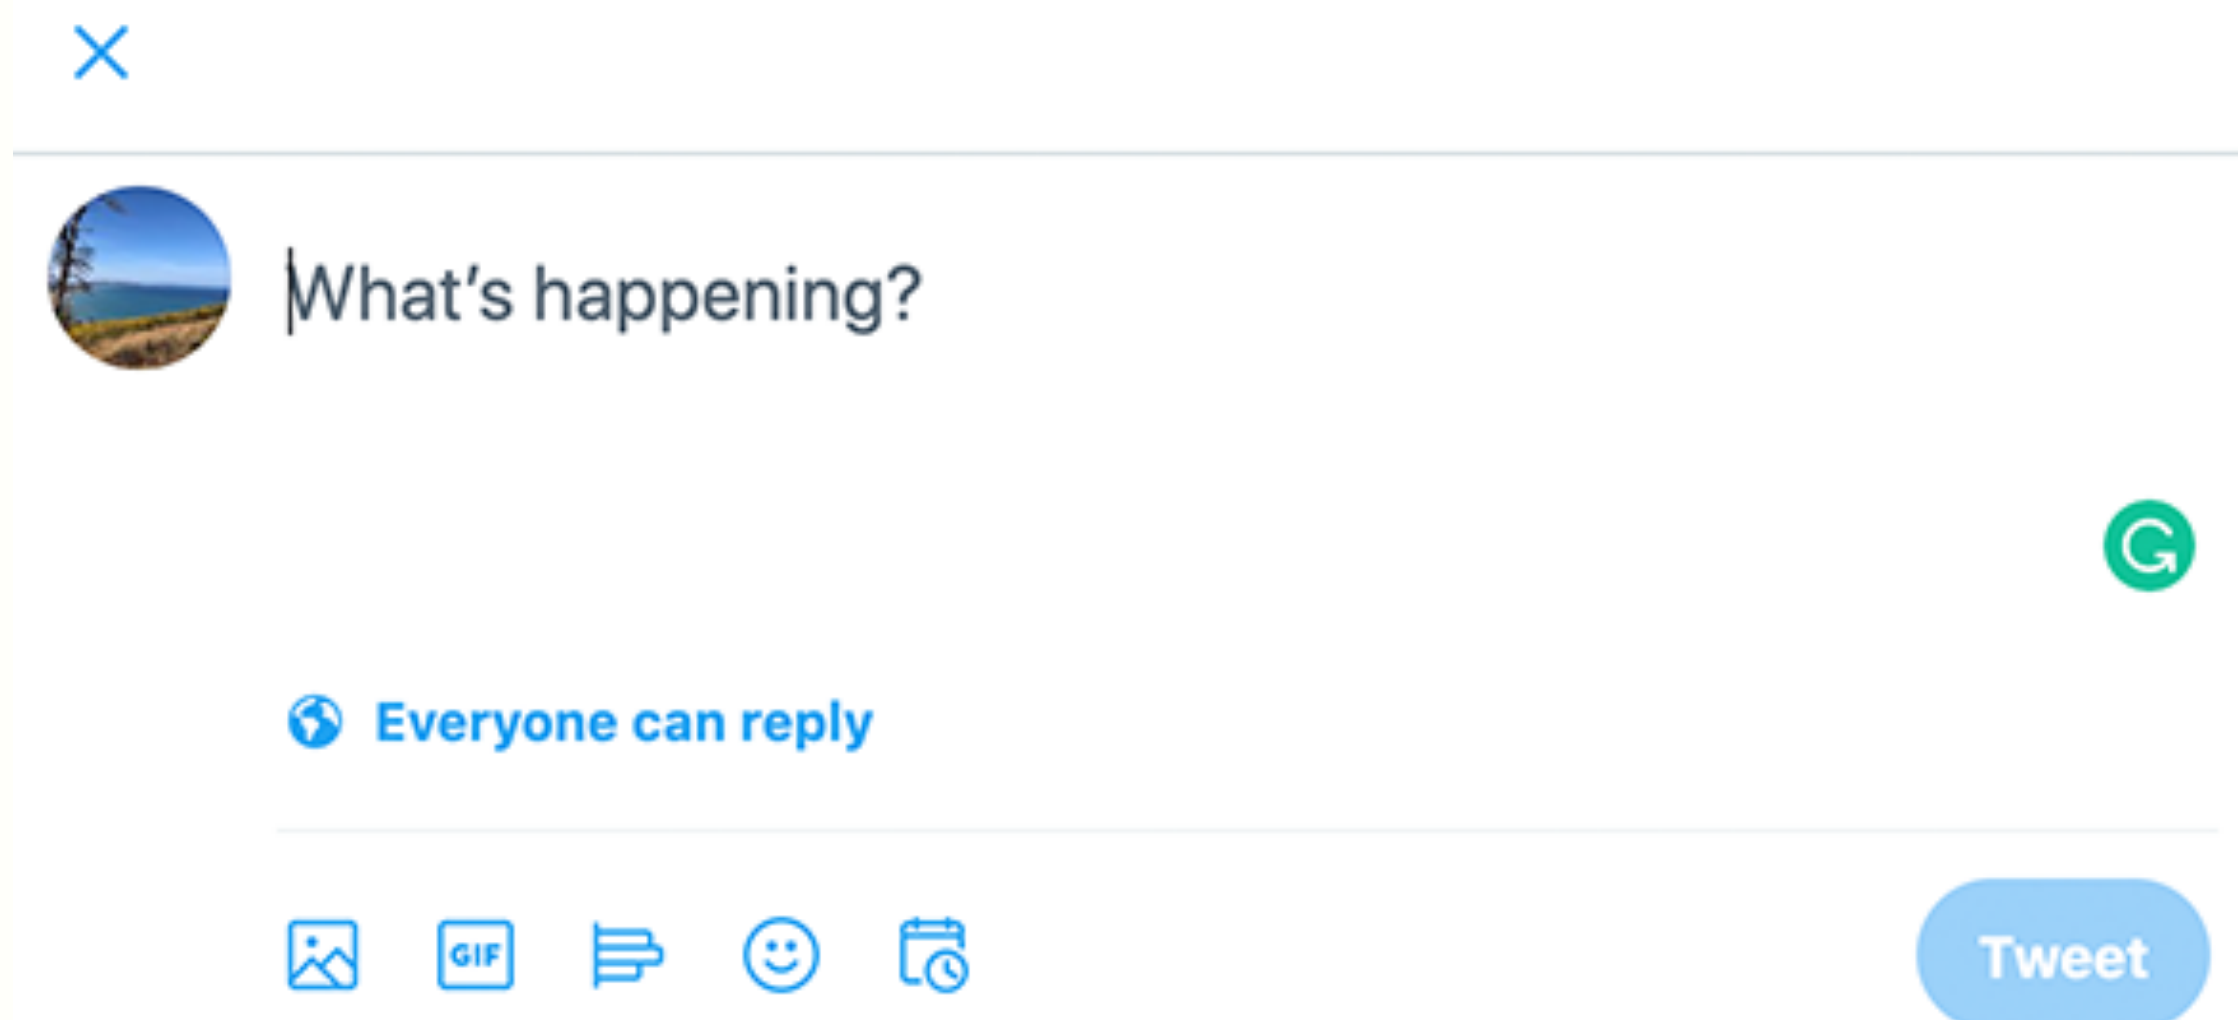 What’s happening?
G
Everyone can reply
GIF
Tweet